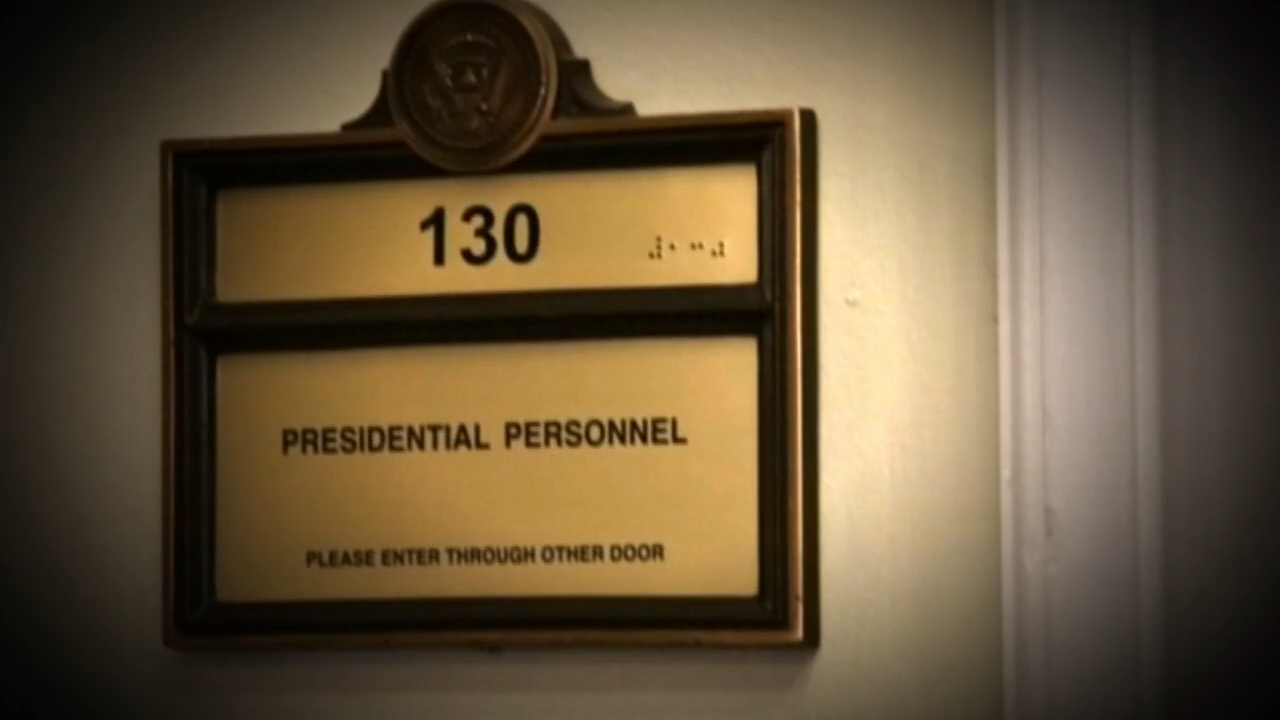 130
PRESIDENTIAL PERSONNEL
PLEASE ENTER THROUGH OTHER DOOR